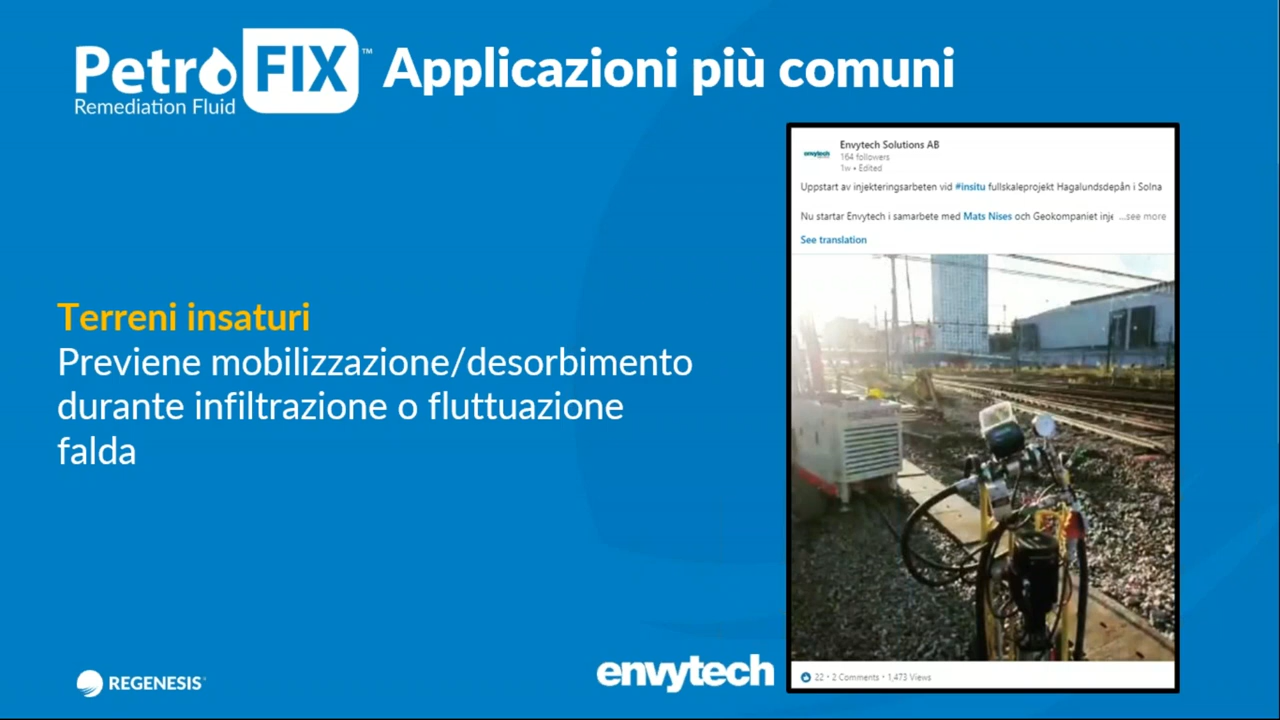 PetroFIX™ Applicazioni più comuni
Remediation Fluid
Envytech Solutions AB
envytech
164 followers
1w • Edited
Uppstart av injekteringsarbeten vid #insitu fullskaleprojekt Hagalundsdepån i Solna
Nu startar Envytech i samarbete med Mats Nises och Geokompaniet inje ...see more
See translation
Terreni insaturi
Previene mobilizzazione/desorbimento
durante infiltrazione o fluttuazione
falda
22 • 2 Comments • 1,473 Views
REGENESIS
envytech